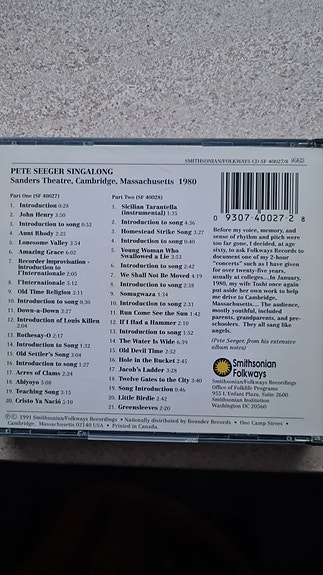 SMITHSONIAN/FOLKWAYS CD SF 40027/8 AAD
PETE SEEGER SINGALONG
Sanders Theatre, Cambridge, Massachusetts 1980
Part One (SF 40027)
1. Introduction 0:28
2. John Henry 3:50
3. Introduction to song 0:52
4. Aunt Rhody 2:21
5. Lonesome Valley 3:54
6. Amazing Grace 6:02
7. Recorder improvisation -
introduction to
l'Internationale 2:05
8. l'Internationale 5:12
9. Old Time Religion 3:11
10. Introduction to song 0:30
11. Down-a-Down 3:27
12. Introduction of Louis Killen
2:04
13. Rothesay-O 2:17
14. Introduction to Song 1:32
15. Old Settler's Song 3:04
16. Introduction to song 1:27
17. Acres of Clams 2:24
18. Ahiyoyo 5:08
19. Teaching Song 3:15
20. Cristo Ya Nació 5:10
Part Two (SF 40028)
1. Sicilian Tarantella
(instrumental) 1:35
2. Introduction to song 4:36
3. Homestead Strike Song 3:27
4. Introduction to song 0:40
5. Young Woman Who
Swallowed a Lie 3:53
6. Introduction to song 2:42
7. We Shall Not Be Moved 4:19
8. Introduction to song 2:38
9. Somagwaza 1:34
10. Introduction to song 2:31
11. Run Come See the Sun 1:42
12. If I Had a Hammer 2:10
13. Introduction to song 1:52
14. The Water Is Wide 6:39
15. Old Devil Time 2:52
16. Hole in the Bucket 2:45
17. Jacob's Ladder 3:28
18. Twelve Gates to the City 3:40
19. Song Introduction 0:46
20. Little Birdie 2:42
21. Greensleeves 2:20
0 9307-40027-2 8
Before my voice, memory, and
sense of rhythm and pitch were
too far gone, I decided, at age
sixty, to ask Folkways Records to
document one of my 2-hour
"concerts" such as I have given
for over twenty-five years,
usually at colleges...In January,
1980, my wife Toshi once again
put aside her own work to help
me drive to Cambridge,
Massachusetts.... The audience,
mostly youthful, included
parents, grandparents, and pre-
schoolers. They all sang like
angels.
(Pete Seeger, from his extensive
album notes)
Smithsonian
Folkways
Smithsonian/Folkways Recordings
Office of Folklife Programs
955 L'Enfant Plaza, Suite 2600
Smithsonian Institution
Washington DC 20560
Ⓟ © 1991 Smithsonian/Folkways Recordings • Nationally distributed by Rounder Records • One Camp Street •
Cambridge, Massachusetts 02140 USA • Printed in Canada.